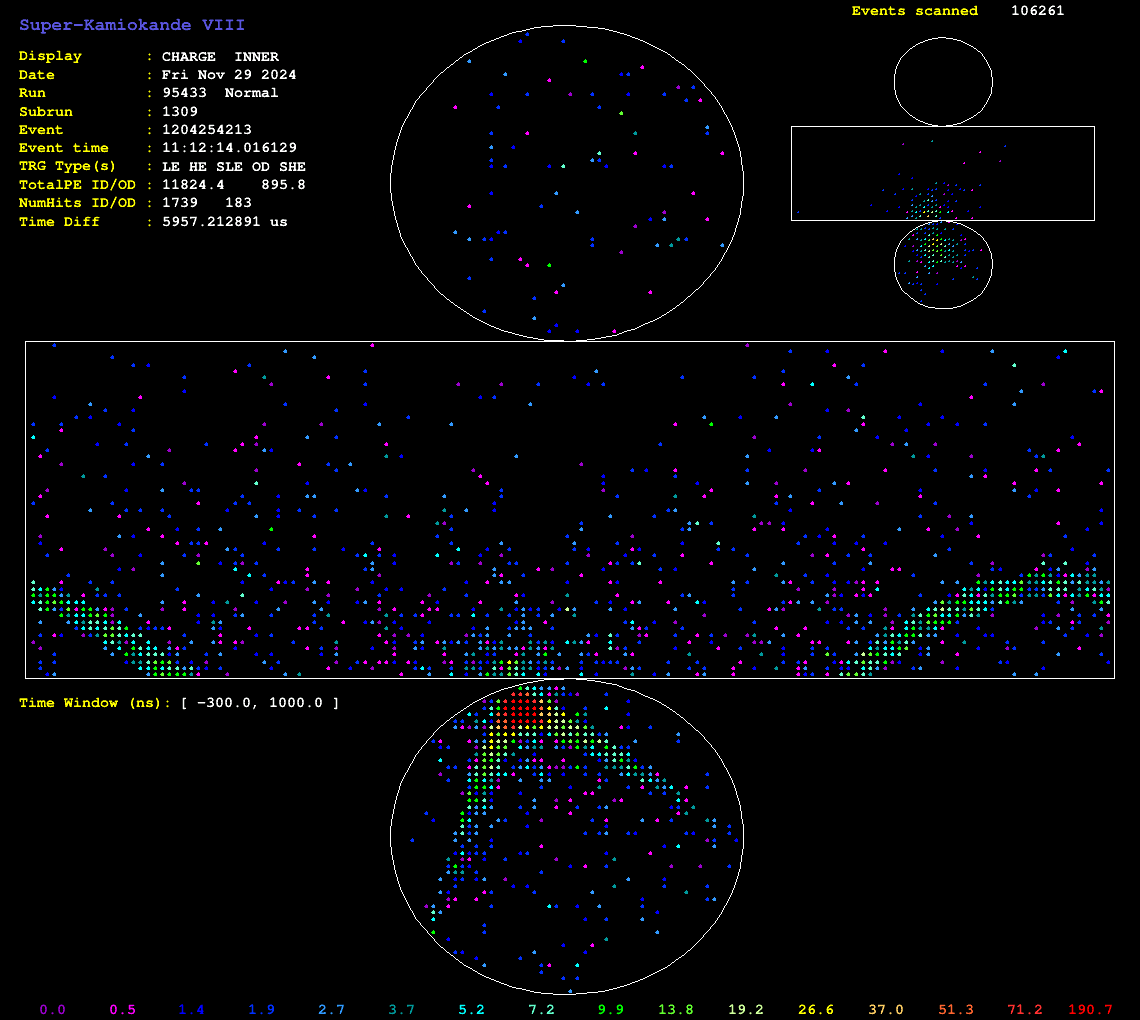 Super-Kamiokande VIII
Events scanned 106261
Display : CHARGE INNER
Date : Fri Nov 29 2024
Run : 95433 Normal
Subrun : 1309
Event : 1204254213
Event time : 11:12:14.016129
TRG Type(s) : LE HE SLE OD SHE
TotalPE ID/OD : 11824.4 895.8
NumHits ID/OD : 1739 183
Time Diff : 5957.212891 us
Time Window (ns): [ -300.0, 1000.0 ]
0.0 0.5 1.4 1.9 2.7 3.7 5.2 7.2 9.9 13.8 19.2 26.6 37.0 51.3 71.2 190.7